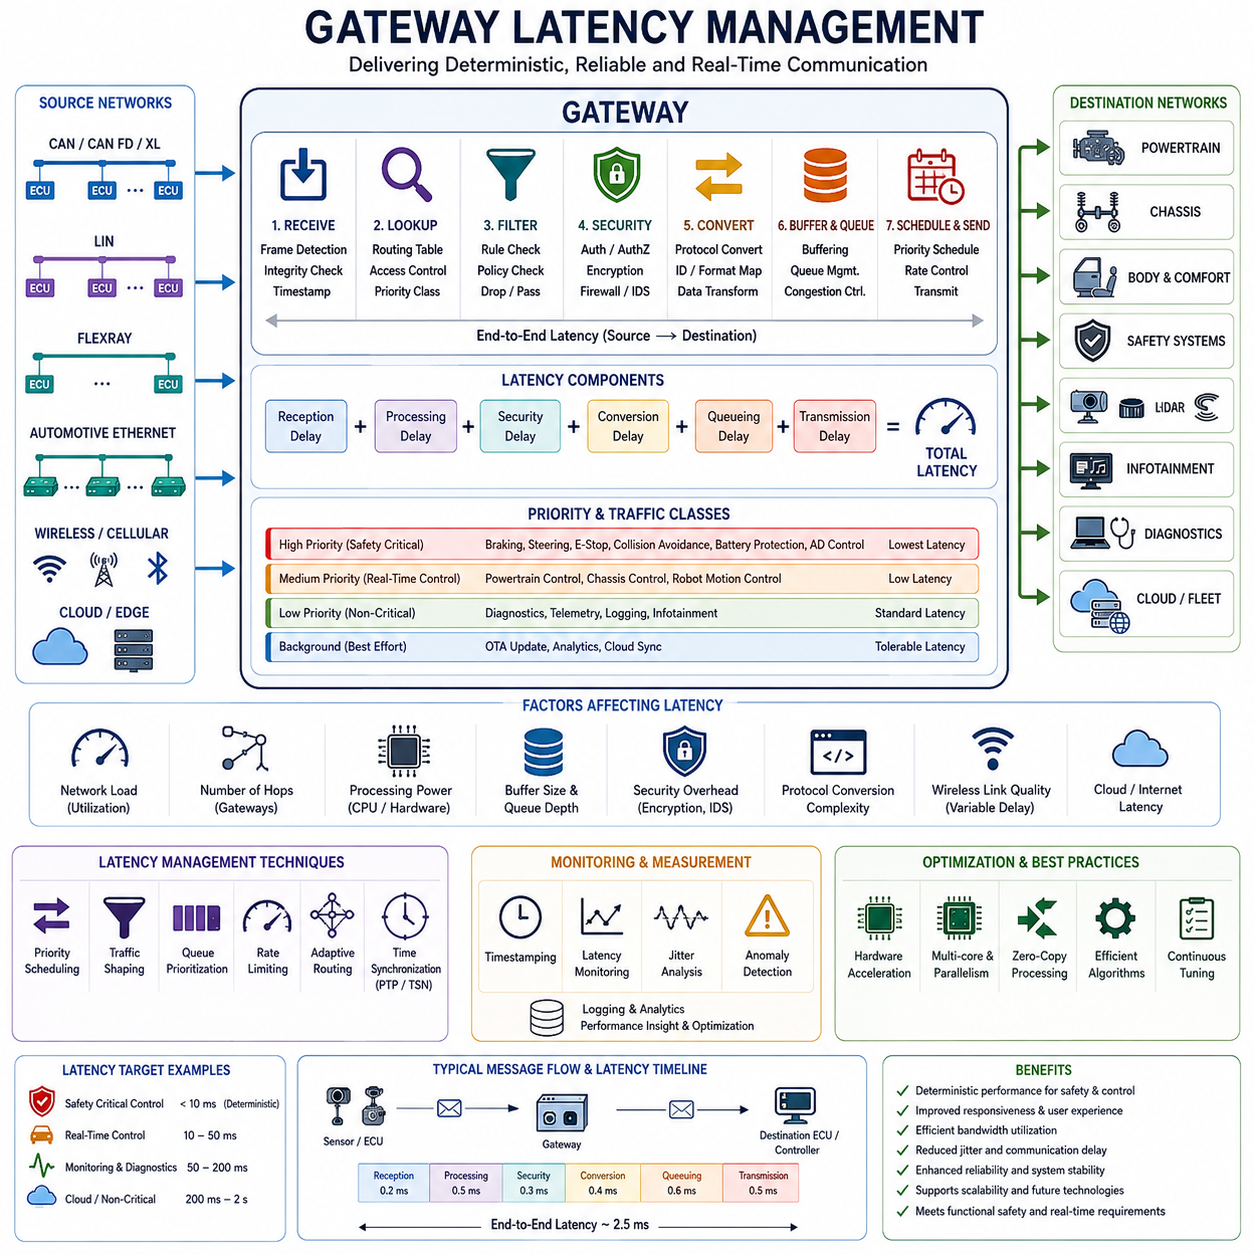 GATEWAY LATENCY MANAGEMENT
Delivering Deterministic, Reliable and Real-Time Communication
SOURCE NETWORKS
CAN / CAN FD / XL
ECU
ECU
...
ECU
LIN
ECU
ECU
...
ECU
FLEXRAY
ECU
...
ECU
AUTOMOTIVE ETHERNET
...
...
WIRELESS / CELLULAR
CLOUD / EDGE
GATEWAY
1. RECEIVE
Frame Detection
Integrity Check
Timestamp
2. LOOKUP
Routing Table
Access Control
Priority Class
3. FILTER
Rule Check
Policy Check
Drop / Pass
4. SECURITY
Auth / AuthZ
Encryption
Firewall / IDS
5. CONVERT
Protocol Convert
ID / Format Map
Data Transform
6. BUFFER & QUEUE
Buffering
Queue Mgmt.
Congestion Ctrl.
7. SCHEDULE & SEND
Priority Schedule
Rate Control
Transmit
End-to-End Latency (Source → Destination)
LATENCY COMPONENTS
Reception
Delay
+
Processing
Delay
+
Security
Delay
+
Conversion
Delay
+
Queueing
Delay
+
Transmission
Delay
=
TOTAL
LATENCY
PRIORITY & TRAFFIC CLASSES
High Priority (Safety Critical) Braking, Steering, E-Stop, Collision Avoidance, Battery Protection, AD Control Lowest Latency
Medium Priority (Real-Time Control) Powertrain Control, Chassis Control, Robot Motion Control Low Latency
Low Priority (Non-Critical) Diagnostics, Telemetry, Logging, Infotainment Standard Latency
Background (Best Effort) OTA Update, Analytics, Cloud Sync Tolerable Latency
DESTINATION NETWORKS
POWERTRAIN
CHASSIS
BODY & COMFORT
SAFETY SYSTEMS
LiDAR
INFOTAINMENT
DIAGNOSTICS
CLOUD / FLEET
FACTORS AFFECTING LATENCY
Network Load
(Utilization)
Number of Hops
(Gateways)
Processing Power
(CPU / Hardware)
Buffer Size &
Queue Depth
Security Overhead
(Encryption, IDS)
</>
Protocol Conversion
Complexity
Wireless Link Quality
(Variable Delay)
Cloud / Internet
Latency
LATENCY MANAGEMENT TECHNIQUES
Priority
Scheduling
Traffic
Shaping
Queue
Prioritization
Rate
Limiting
Adaptive
Routing
Time
Synchronization
(PTP / TSN)
MONITORING & MEASUREMENT
Timestamping
Latency
Monitoring
Jitter
Analysis
Anomaly
Detection
Logging & Analytics
Performance Insight & Optimization
OPTIMIZATION & BEST PRACTICES
Hardware
Acceleration
Multi-core &
Parallelism
Zero-Copy
Processing
Efficient
Algorithms
Continuous
Tuning
LATENCY TARGET EXAMPLES
Safety Critical Control < 10 ms (Deterministic)
Real-Time Control 10 – 50 ms
Monitoring & Diagnostics 50 – 200 ms
Cloud / Non-Critical 200 ms – 2 s
TYPICAL MESSAGE FLOW & LATENCY TIMELINE
Sensor / ECU
Gateway
Destination ECU /
Controller
Reception
0.2 ms
Processing
0.5 ms
Security
0.3 ms
Conversion
0.4 ms
Queueing
0.6 ms
Transmission
0.5 ms
End-to-End Latency ~ 2.5 ms
BENEFITS
✓ Deterministic performance for safety & control
✓ Improved responsiveness & user experience
✓ Efficient bandwidth utilization
✓ Reduced jitter and communication delay
✓ Enhanced reliability and system stability
✓ Supports scalability and future technologies
✓ Meets functional safety and real-time requirements